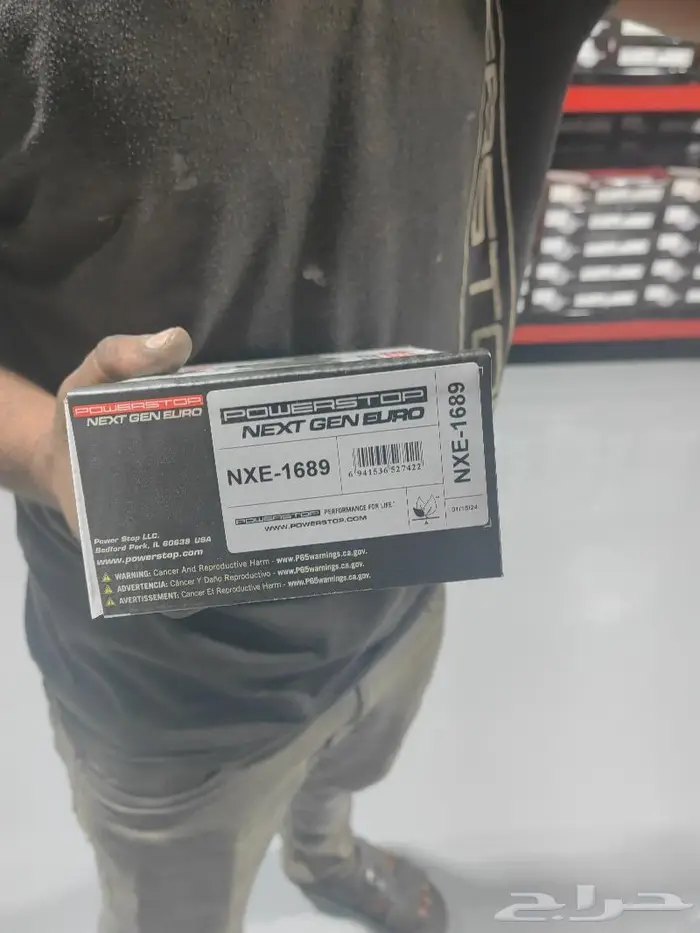 POWERSTOP
NEXT GEN EURO
POWERSTOP
NEXT GEN EURO
NXE-1689
6 941536 527422
NXE-1689
POWERSTOP PERFORMANCE FOR LIFE
WWW.POWERSTOP.COM
A
Power Stop LLC.
Bedford Park, IL 60638 USA
www.powerstop.com
WARNING: Cancer And Reproductive Harm - www.P65warnings.ca.gov.
ADVERTENCIA: Cáncer Y Daño Reproductivo - www.P65warnings.ca.gov.
AVERTISSEMENT: Cancer Et Reproductive Harm - www.P65warnings.ca.gov.
حراج